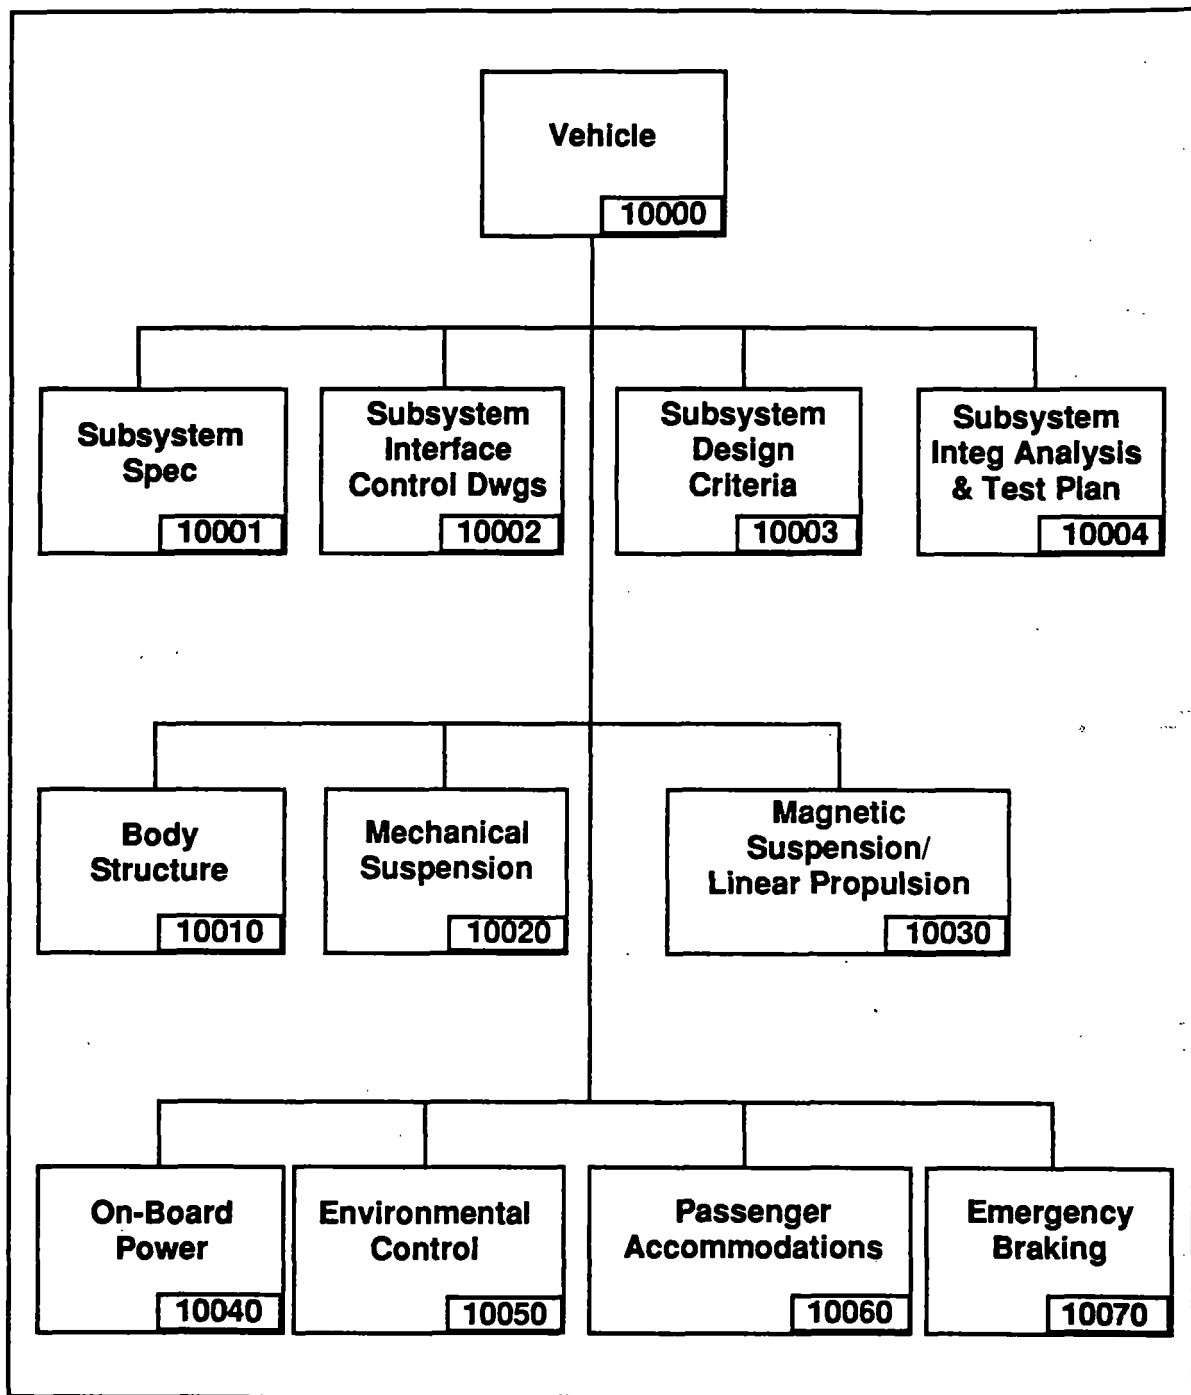 Vehicle
10000
Subsystem
Spec
10001
Subsystem
Interface
Control Dwgs
10002
Subsystem
Design
Criteria
10003
Subsystem
Integ Analysis
& Test Plan
10004
Body
Structure
10010
Mechanical
Suspension
10020
Magnetic
Suspension/
Linear Propulsion
10030
On-Board
Power
10040
Environmental
Control
10050
Passenger
Accommodations
10060
Emergency
Braking
10070